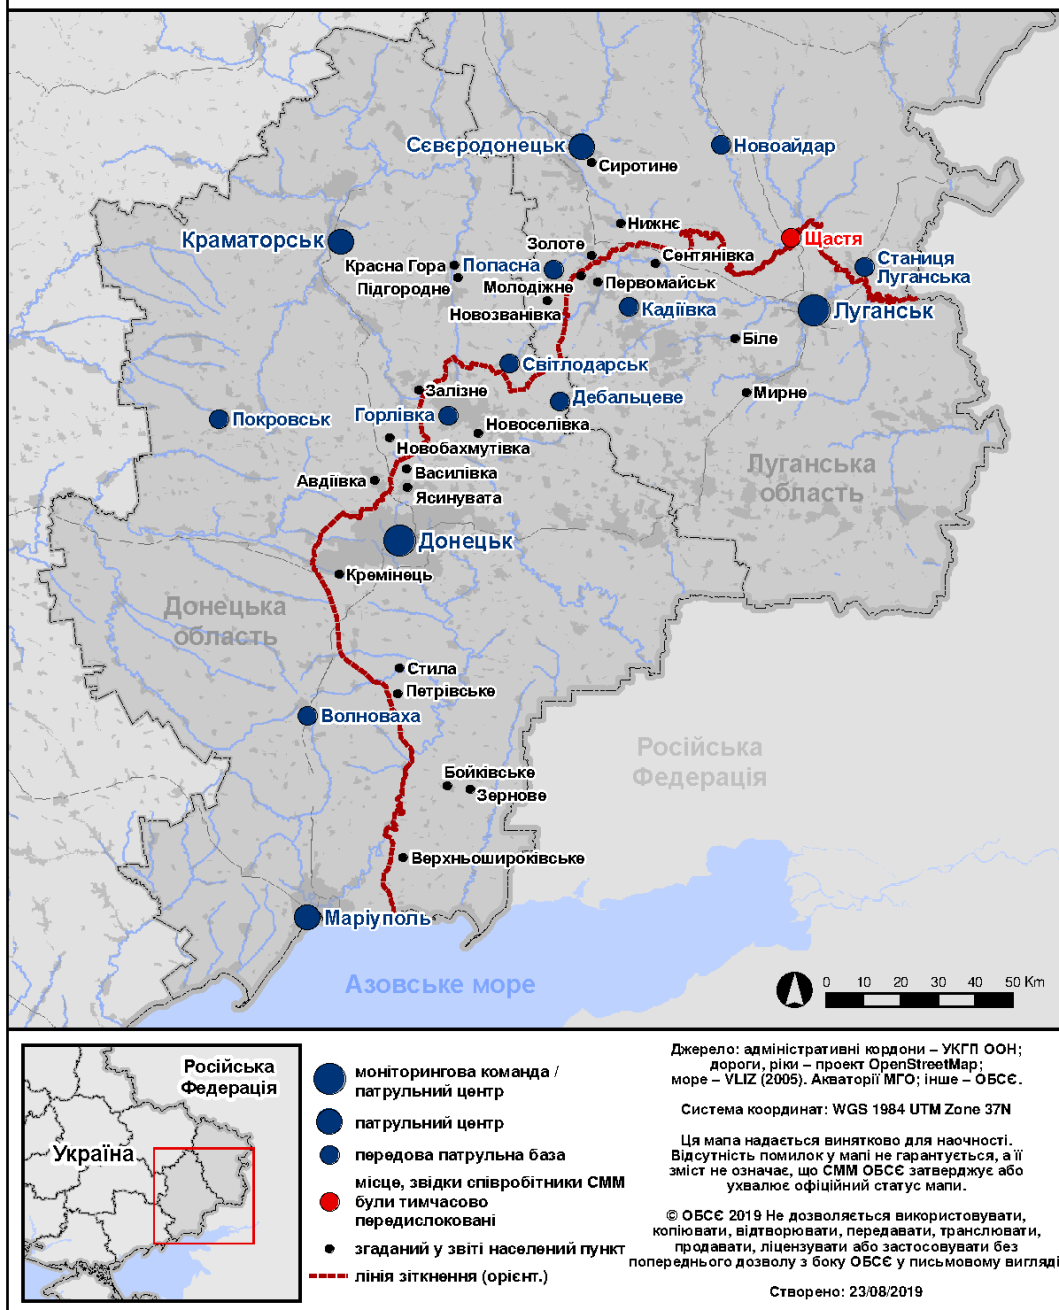 Сєвєродонецьк
Новоайдар
Сиротине
Нижнє
Щастя
Краматорськ
Золоте
Сентянівка
Станиця
Луганська
Красна Гора
Попасна
Підгородне
Молодіжне
Первомайськ
Новозванівка
Кадіївка
Луганськ
Біле
Світлодарськ
Залізне
Дебальцеве
Мирне
Горлівка
Покровськ
Новоселівка
Новобахмутівка
Василівка
Авдіївка
Ясинувата
Луганська
область
Донецьк
Кремінець
Донецька
область
Стила
Петрівське
Волноваха
Російська
Федерація
Бойківське
Зернове
Верхньошироківське
Маріуполь
Азовське море
0 10 20 30 40 50 Km
Російська
Федерація
Україна
моніторингова команда /
патрульний центр
патрульний центр
передова патрульна база
місце, звідки співробітники СММ
були тимчасово
передислоковані
згаданий у звіті населений пункт
лінія зіткнення (орієнт.)
Джерело: адміністративні кордони – УКГП ООН;
дороги, ріки – проект OpenStreetMap;
море – VLIZ (2005). Акваторії МГО; інше – ОБСЄ.
Система координат: WGS 1984 UTM Zone 37N
Ця мапа надається винятково для наочності.
Відсутність помилок у мапі не гарантується, а її
зміст не означає, що СММ ОБСЄ затверджує або
ухвалює офіційний статус мапи.
© ОБСЄ 2019 Не дозволяється використовувати,
копіювати, відтворювати, передавати, транслювати,
продавати, ліцензувати або застосовувати без
попереднього дозволу з боку ОБСЄ у письмовому вигляді
Створено: 23/08/2019